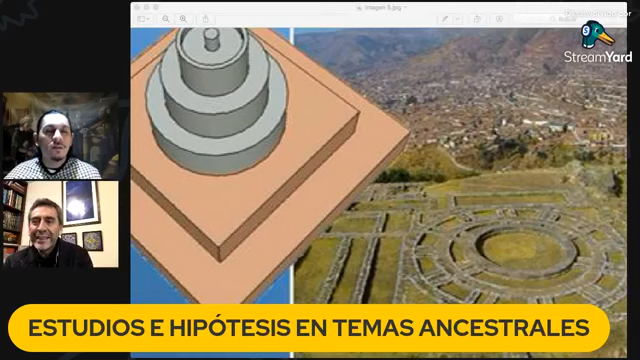 Imagen 5.jpg
StreamYard
ESTUDIOS E HIPÓTESIS EN TEMAS ANCESTRALES